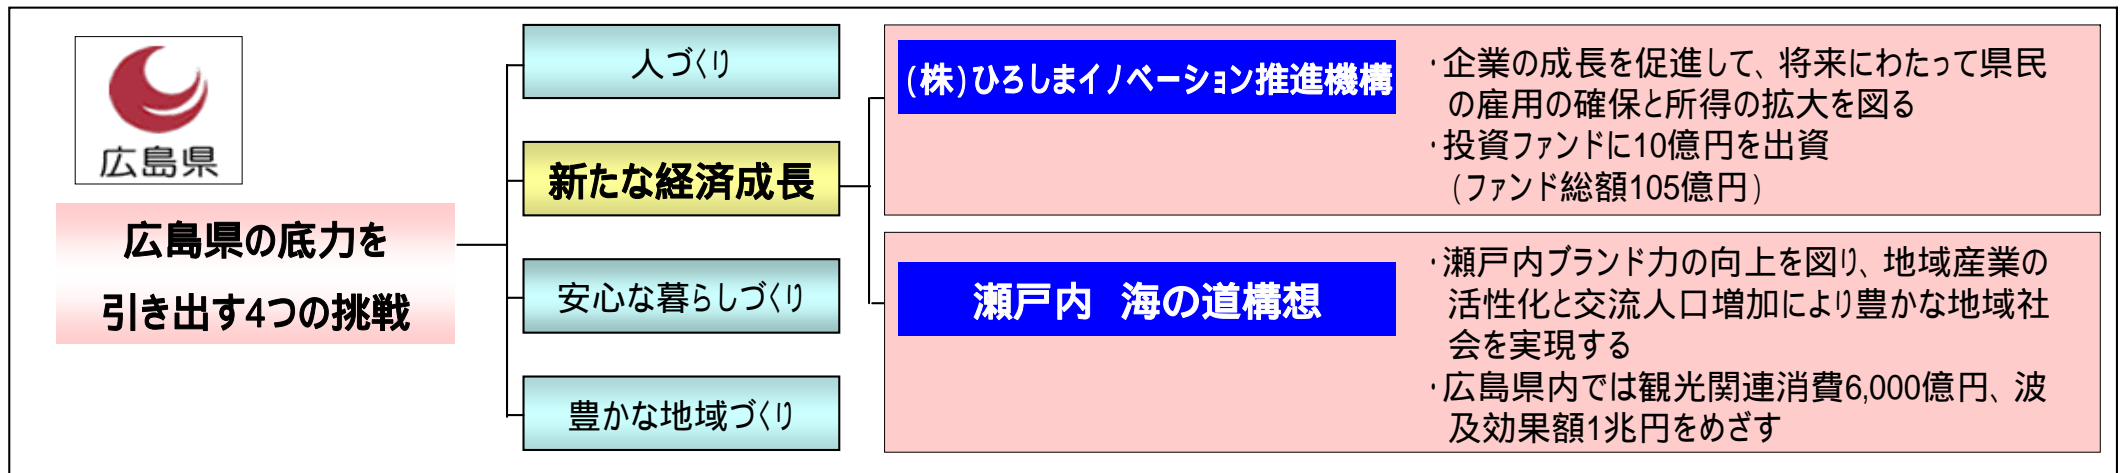 広島県
広島県の底力を
引き出す4つの挑戦
人づくり
新たな経済成長
安心な暮らしづくり
豊かな地域づくり
(株)ひろしまイノベーション推進機構
・企業の成長を促進して、将来にわたって県民
の雇用の確保と所得の拡大を図る
・投資ファンドに10億円を出資
(ファンド総額105億円)
瀬戸内 海の道構想
・瀬戸内ブランド力の向上を図り、地域産業の
活性化と交流人口増加により豊かな地域社
会を実現する
・広島県内では観光関連消費6,000億円、波
及効果額1兆円をめざす